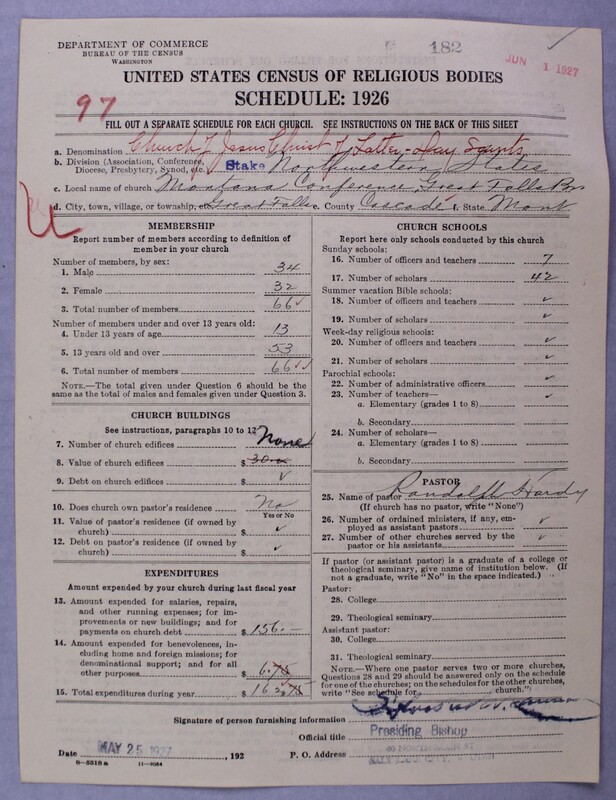 DEPARTMENT OF COMMERCE
BUREAU OF THE CENSUS
WASHINGTON
182
JUN 1 1927
UNITED STATES CENSUS OF RELIGIOUS BODIES
SCHEDULE: 1926
97
FILL OUT A SEPARATE SCHEDULE FOR EACH CHURCH. SEE INSTRUCTIONS ON THE BACK OF THIS SHEET
a. Denomination Church of Jesus Christ of Latter-day Saints
b. Division (Association, Conference, Diocese, Presbytery, Synod, etc.) Stake Northwestern States
c. Local name of church Montana Conference Great Falls Br.
d. City, town, village, or township, etc. Great Falls e. County Cascade f. State Mont
MEMBERSHIP
Report number of members according to definition of
member in your church
Number of members, by sex:
1. Male 34
2. Female 32
3. Total number of members 66
Number of members under and over 13 years old:
4. Under 13 years of age 13
5. 13 years old and over 53
6. Total number of members 66
NOTE.—The total given under Question 6 should be the
same as the total of males and females given under Question 3.
CHURCH BUILDINGS
See instructions, paragraphs 10 to 12
7. Number of church edifices None
8. Value of church edifices $
9. Debt on church edifices $ ✓
10. Does church own pastor's residence? No
Yes or No
11. Value of pastor's residence (if owned by
church) $ ✓
12. Debt on pastor's residence (if owned by
church) $ ✓
EXPENDITURES
Amount expended by your church during last fiscal year
13. Amount expended for salaries, repairs,
and other running expenses; for im-
provements or new buildings; and for
payments on church debt $ 156.—
14. Amount expended for benevolences,
including home and foreign missions; for
denominational support; and for all
other purposes $ 6.75
15. Total expenditures during year $ 162.75
CHURCH SCHOOLS
Report here only schools conducted by this church
Sunday schools:
16. Number of officers and teachers 7
17. Number of scholars 42
Summer vacation Bible schools:
18. Number of officers and teachers ✓
19. Number of scholars ✓
Week-day religious schools:
20. Number of officers and teachers ✓
21. Number of scholars ✓
Parochial schools:
22. Number of administrative officers ✓
23. Number of teachers— ✓
a. Elementary (grades 1 to 8)
b. Secondary
24. Number of scholars—
a. Elementary (grades 1 to 8)
b. Secondary
PASTOR
25. Name of pastor Randolph Hardy
(If church has no pastor, write "None")
26. Number of ordained ministers, if any, em-
ployed as assistant pastors ✓
27. Number of other churches served by the
pastor or his assistants ✓
If pastor (or assistant pastor) is a graduate of a college or
theological seminary, give name of institution below. (If
not a graduate, write "No" in the space indicated.)
Pastor:
28. College
29. Theological seminary
Assistant pastor:
30. College
31. Theological seminary
NOTE.—Where one pastor serves two or more churches,
Questions 28 and 29 should be answered only on the schedule
for one of the churches; on the schedules for the other churches,
write "See schedule for church."
Signature of person furnishing information
Official title Presiding Bishop
Date MAY 25 1927, 192 P. O. Address
8—5318 a 11—9054